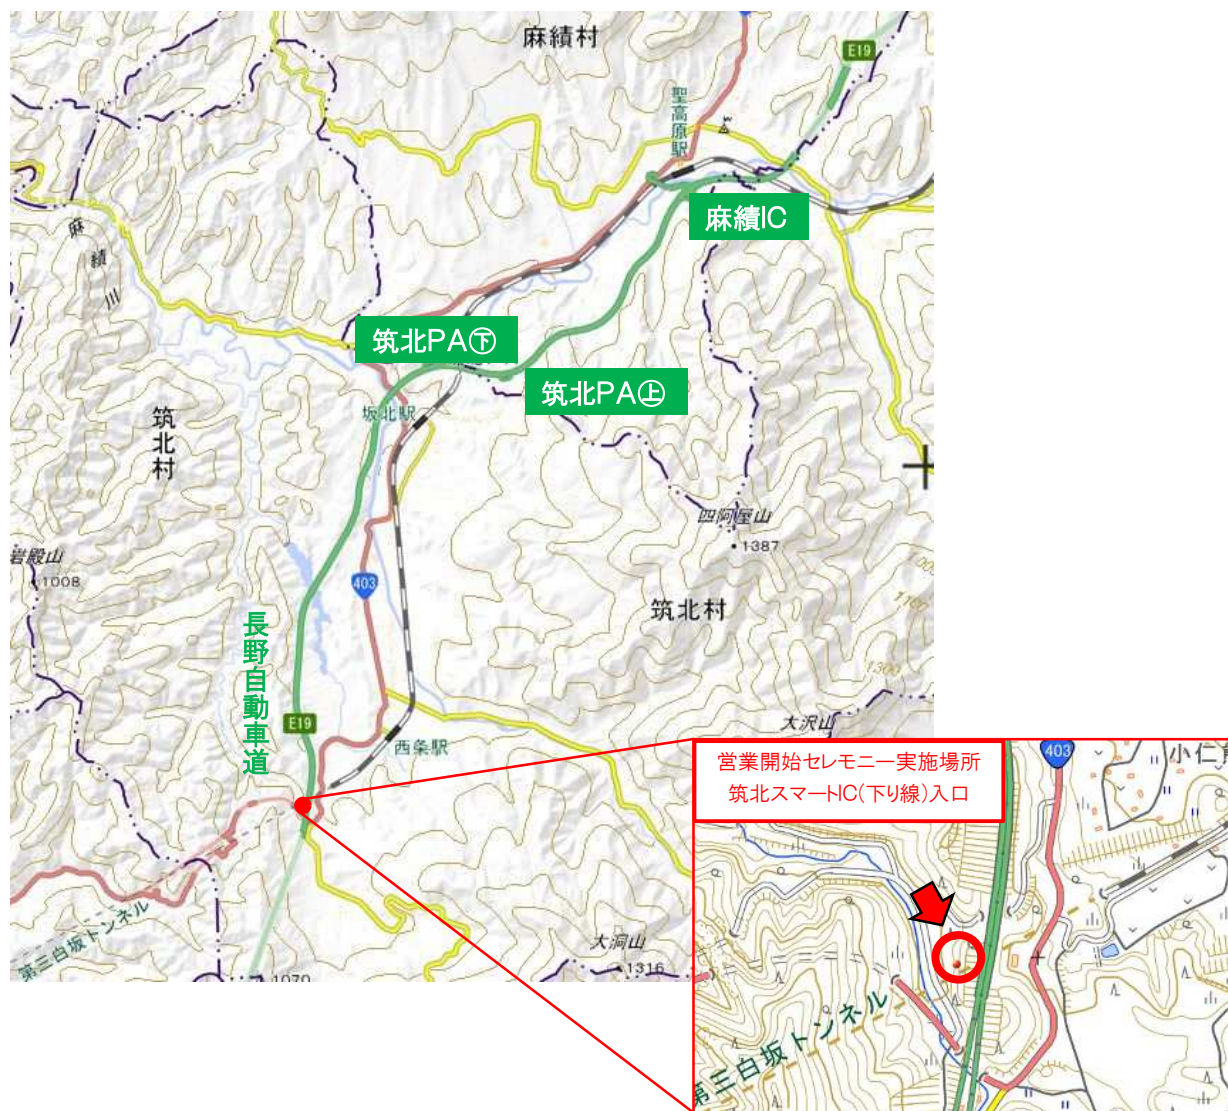 麻績村
E19
聖高原駅
麻績IC
麻績川
筑北PA㊦
筑北PA㊤
坂北駅
筑北村
四阿屋山
1387
岩殿山
1008
403
筑北村
1107
1300
長野自動車道
E19
西条駅
大沢山
営業開始セレモニー実施場所
筑北スマートIC(下り線)入口
403
第三白坂トンネル
1070
大洞山
1316
第三白坂トンネル